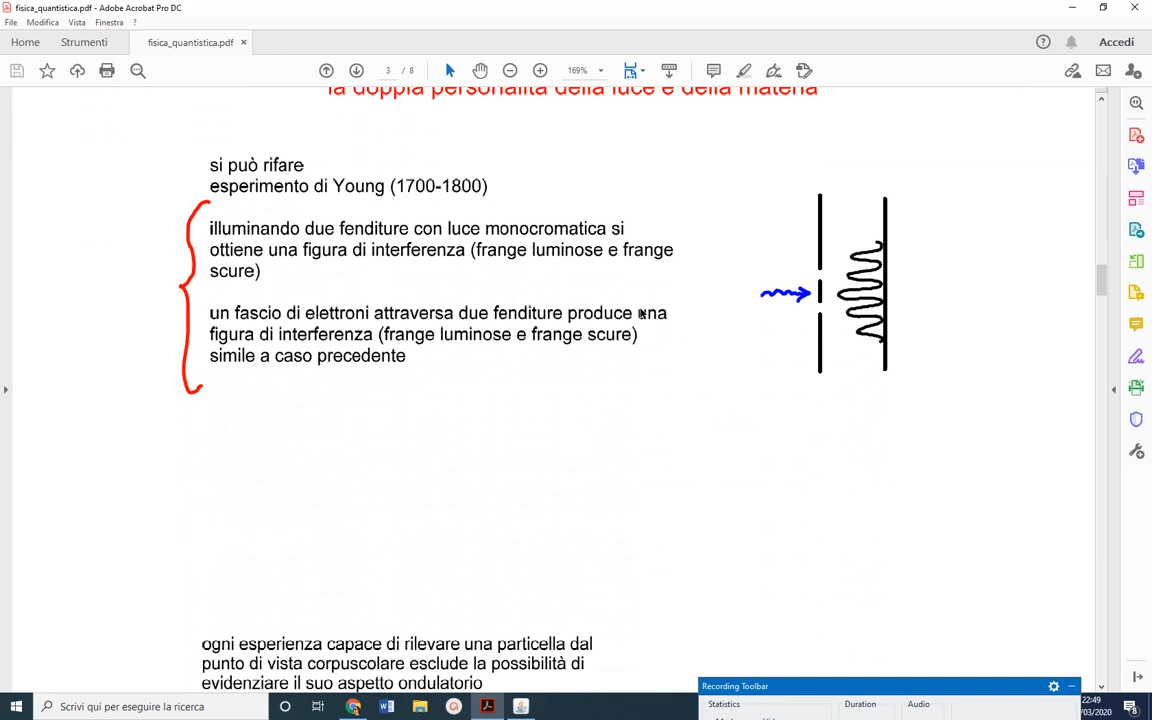 fisica_quantistica.pdf - Adobe Acrobat Pro DC
File Modifica Vista Finestra ?
Home Strumenti fisica_quantistica.pdf × Accedi
3 / 8 169%
la doppia personalità della luce e della materia
si può rifare
esperimento di Young (1700-1800)
illuminando due fenditure con luce monocromatica si
ottiene una figura di interferenza (frange luminose e frange
scure)
un fascio di elettroni attraversa due fenditure produce una
figura di interferenza (frange luminose e frange scure)
simile a caso precedente
ogni esperienza capace di rilevare una particella dal
punto di vista corpuscolare esclude la possibilità di
evidenziare il suo aspetto ondulatorio
Recording Toolbar
Statistics Duration Audio
Scrivi qui per eseguire la ricerca
22:49
/03/2020
8